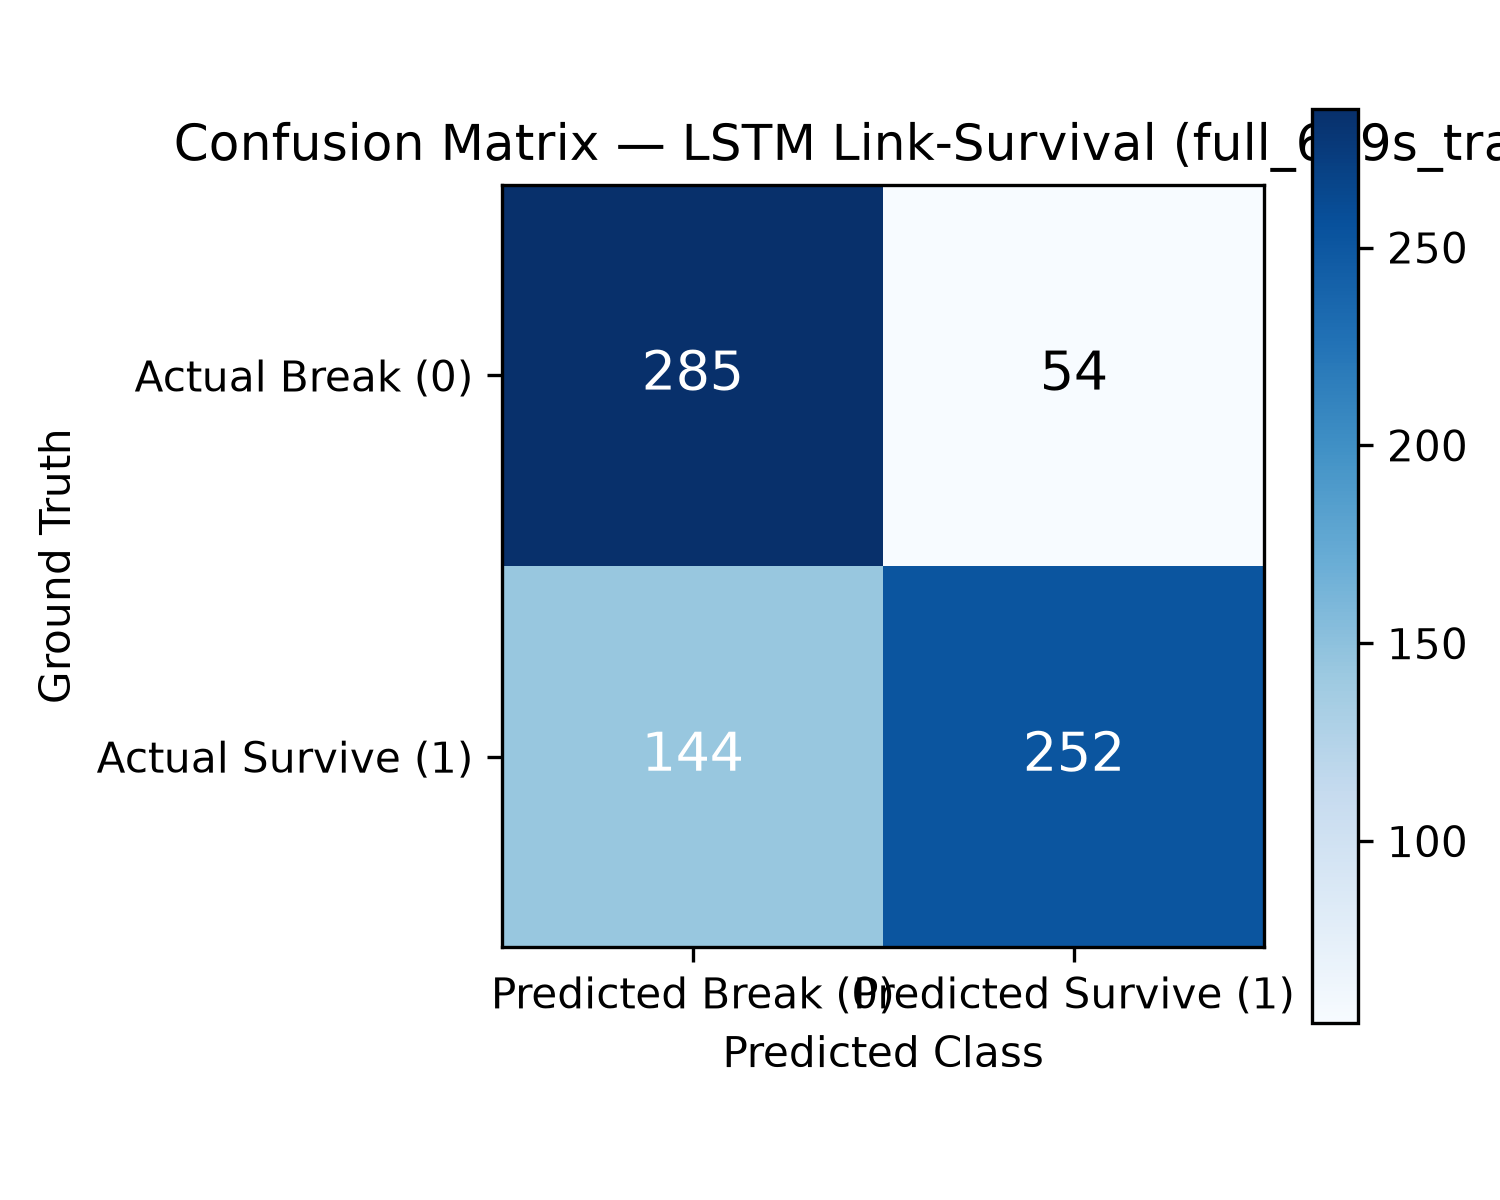 Confusion Matrix — LSTM Link-Survival (full_
250
200
150
100
Actual Break (0)
285
54
Ground Truth
Actual Survive (1)
144
252
Predicted Break (0)
Predicted Survive (1)
Predicted Class